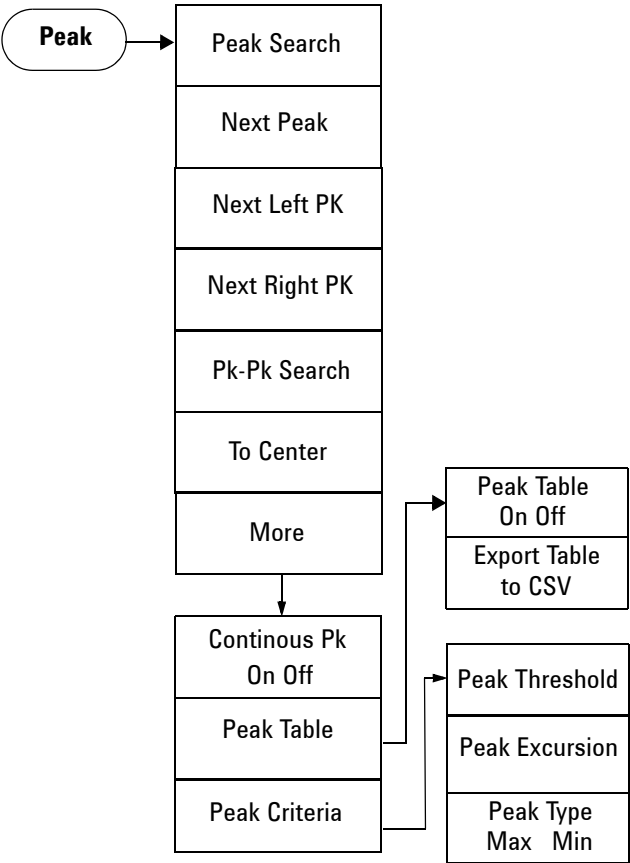 Peak
Peak Search
Next Peak
Next Left PK
Next Right PK
Pk-Pk Search
To Center
More
Continous Pk
On Off
Peak Table
Peak Criteria
Peak Table
On Off
Export Table
to CSV
Peak Threshold
Peak Excursion
Peak Type
Max Min